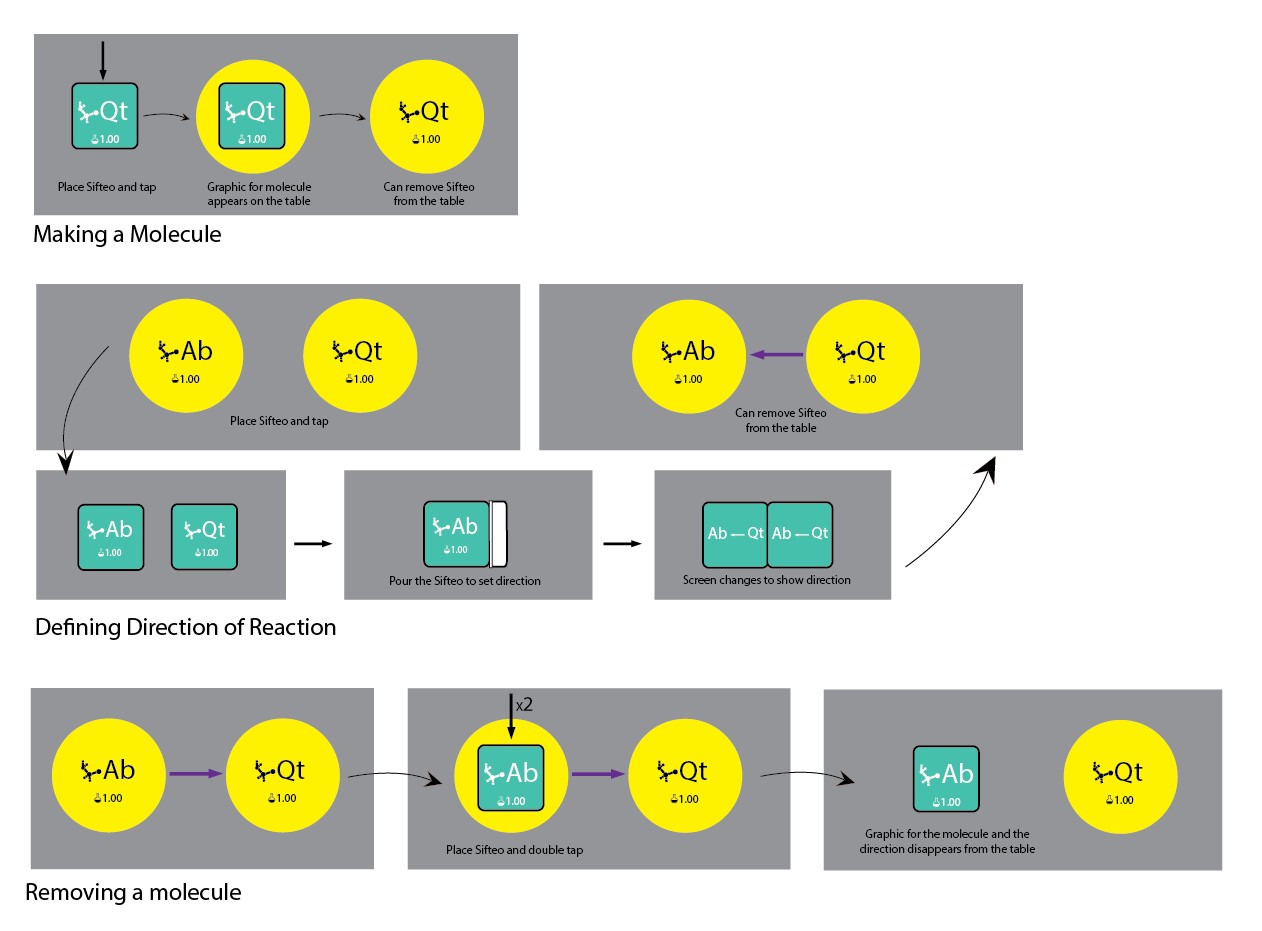 Qt
1.00
Qt
1.00
Qt
1.00
Place Sifteo and tap
Graphic for molecule
appears on the table
Can remove Sifteo
from the table
Making a Molecule
Ab
1.00
Qt
1.00
Place Sifteo and tap
Ab
1.00
Qt
1.00
Can remove Sifteo
from the table
Ab
1.00
Qt
1.00
Ab
1.00
Pour the Sifteo to set direction
Ab Qt
Ab Qt
Screen changes to show direction
Defining Direction of Reaction
Ab
1.00
Qt
1.00
x2
Ab
1.00
Qt
1.00
Place Sifteo and double tap
Ab
1.00
Qt
1.00
Graphic for the molecule and the
direction disappears from the table
Removing a molecule